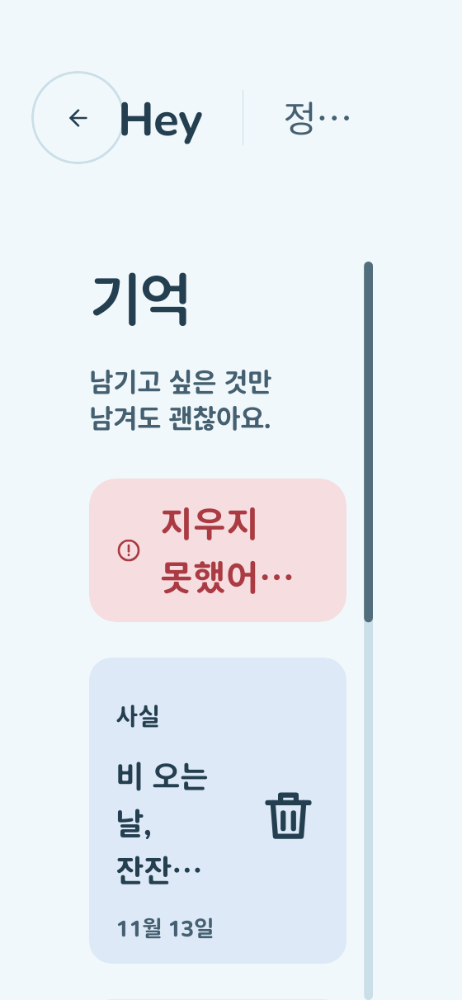 Hey 정…
기억
남기고 싶은 것만
남겨도 괜찮아요.
지우지
못했어…
사실
비 오는
날,
잔잔…
11월 13일